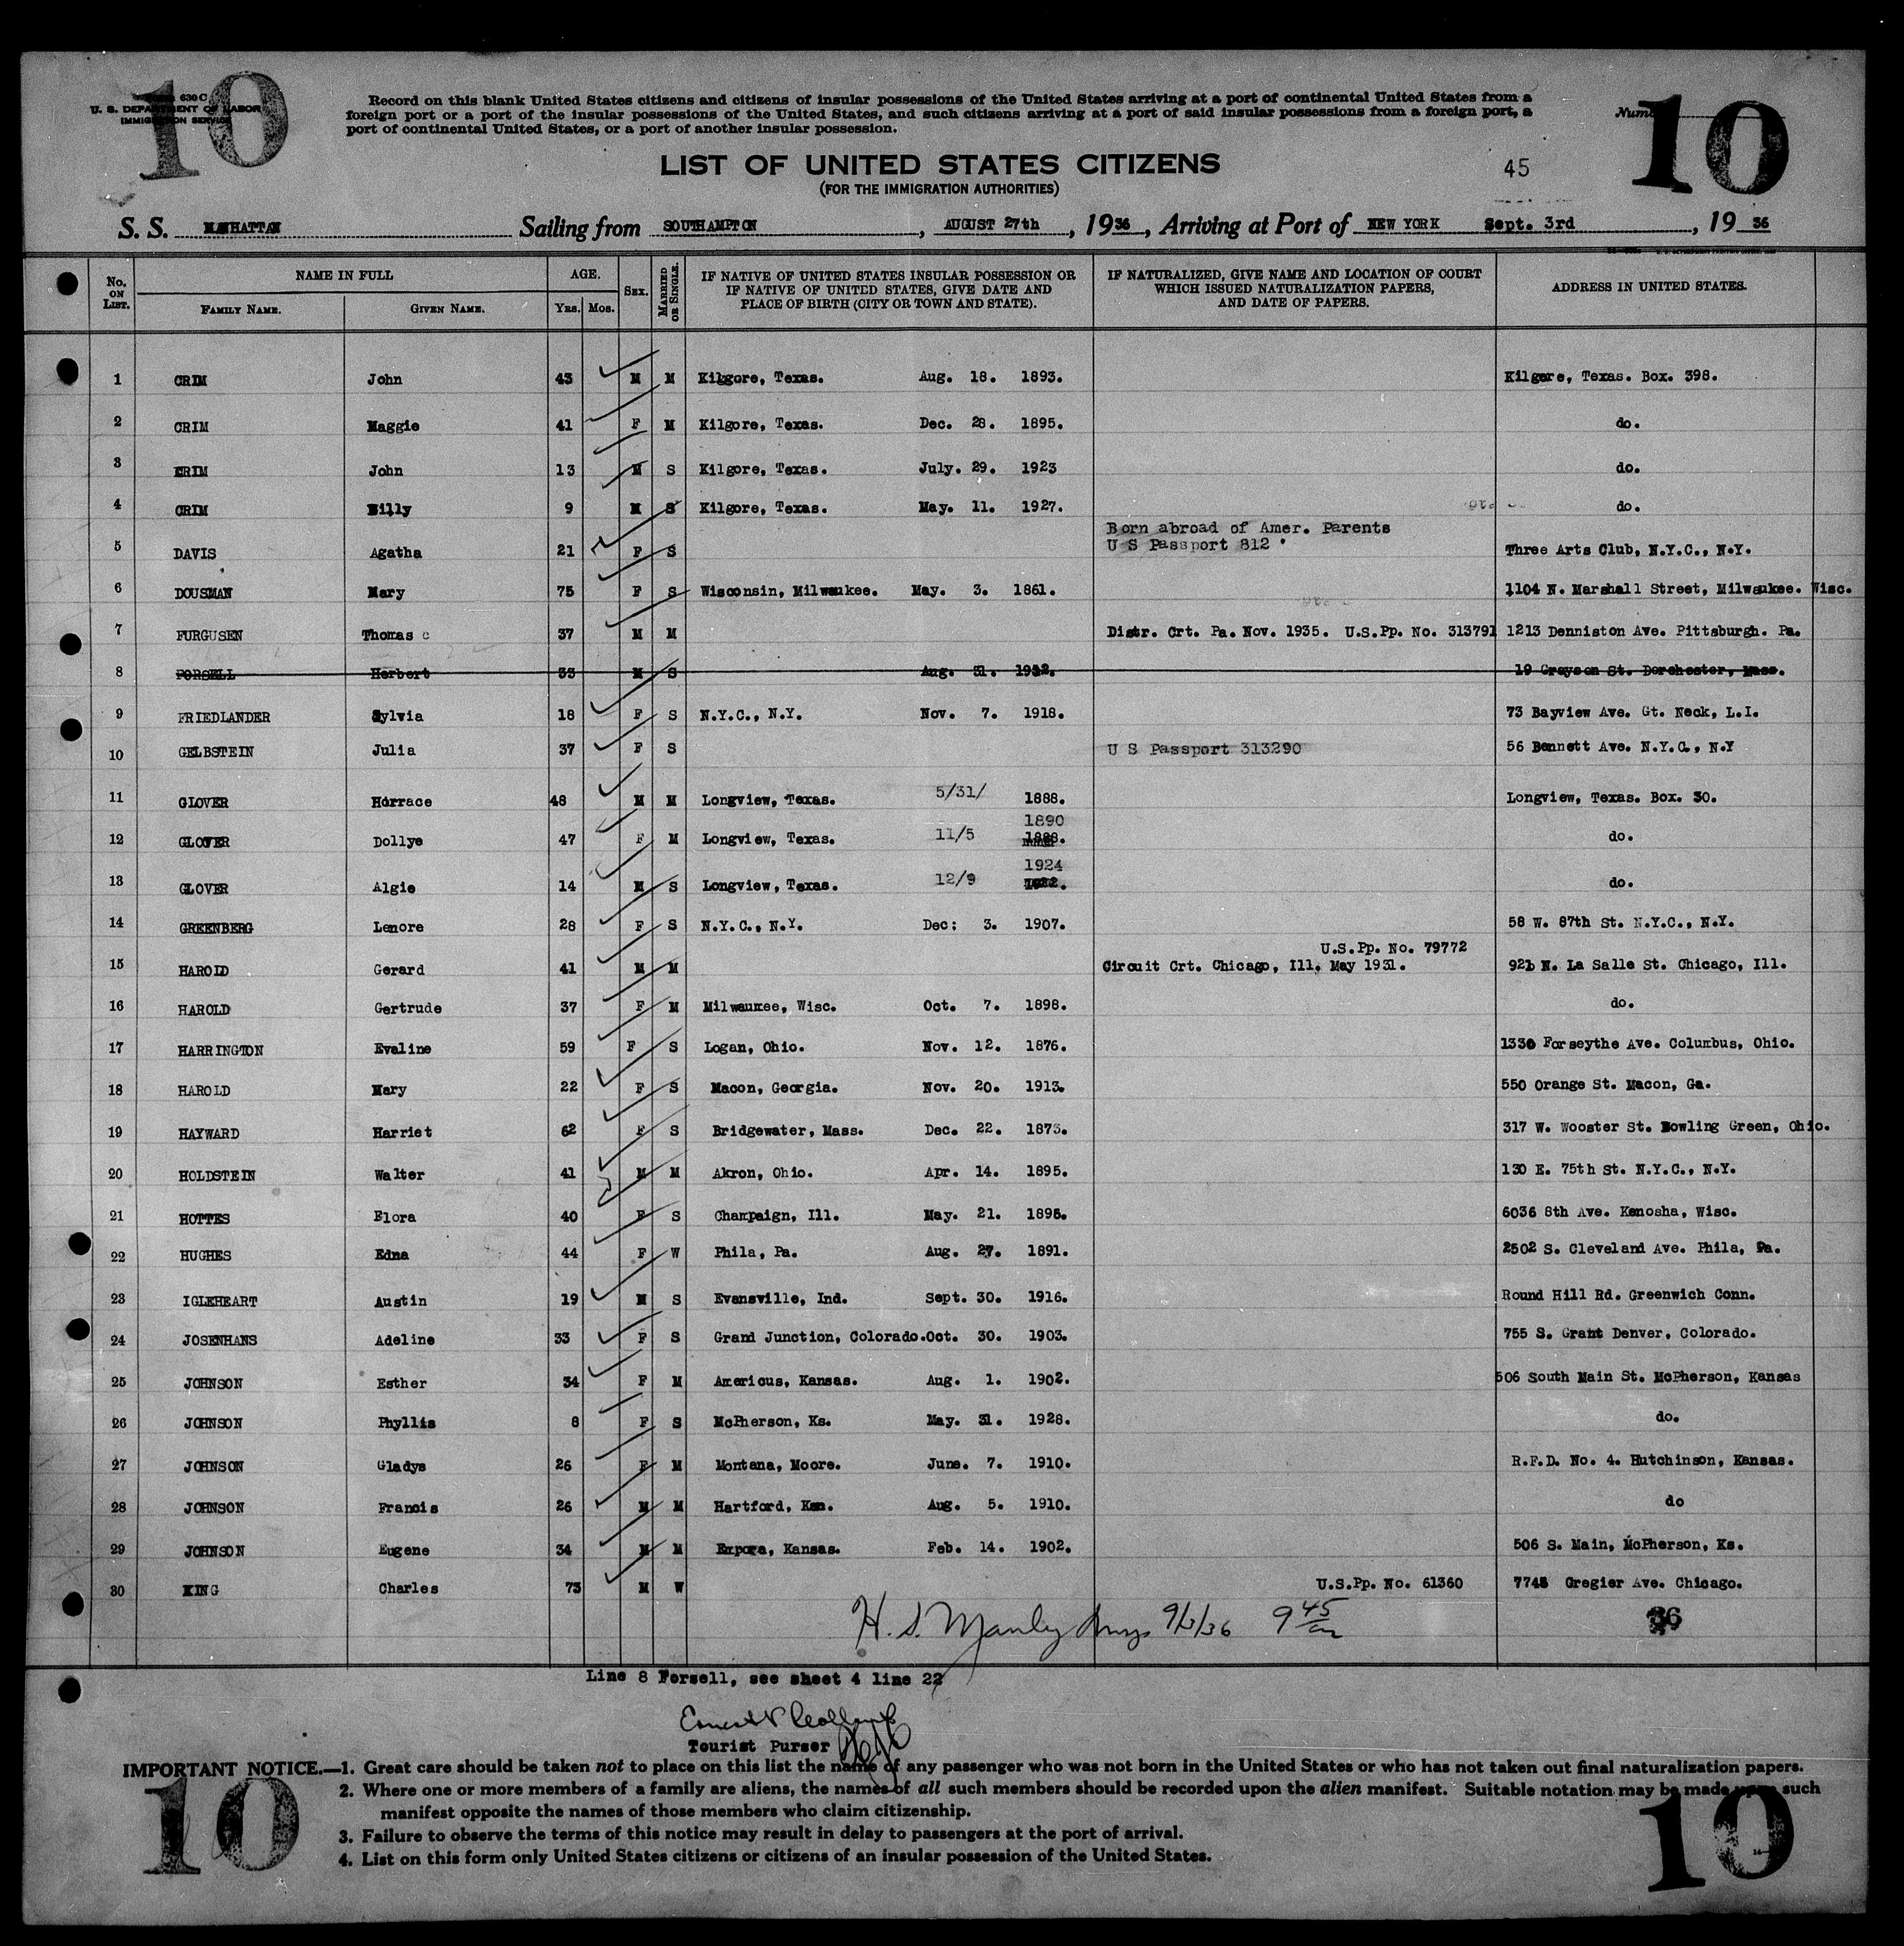 10
630 C
U. S. DEPARTMENT OF LABOR
IMMIGRATION SERVICE
Record on this blank United States citizens and citizens of insular possessions of the United States arriving at a port of continental United States from a
foreign port or a port of the insular possessions of the United States, and such citizens arriving at a port of said insular possessions from a foreign port, a
port of continental United States, or a port of another insular possession.
10
LIST OF UNITED STATES CITIZENS
(FOR THE IMMIGRATION AUTHORITIES)
45
S. S. MANHATTAN Sailing from SOUTHAMPTON, AUGUST 27th, 1936, Arriving at Port of NEW YORK Sept. 3rd, 1936
No. ON LIST. NAME IN FULL FAMILY NAME. GIVEN NAME. AGE. YRS. MOS. SEX. MARRIED OR SINGLE. IF NATIVE OF UNITED STATES INSULAR POSSESSION OR IF NATIVE OF UNITED STATES, GIVE DATE AND PLACE OF BIRTH (CITY OR TOWN AND STATE). IF NATURALIZED, GIVE NAME AND LOCATION OF COURT WHICH ISSUED NATURALIZATION PAPERS, AND DATE OF PAPERS. ADDRESS IN UNITED STATES.
1 CRIM John 43 M M Kilgore, Texas. Aug. 18. 1893. Kilgore, Texas. Box. 398.
2 CRIM Maggie 41 F M Kilgore, Texas. Dec. 28. 1895. do.
3 CRIM John 13 M S Kilgore, Texas. July. 29. 1923 do.
4 CRIM Billy 9 M S Kilgore, Texas. May. 11. 1927. do.
Born abroad of Amer. Parents
5 DAVIS Agatha 21 F S U S Passport 812 Three Arts Club, N.Y.C., N.Y.
6 DOUSMAN Mary 75 F S Wisconsin, Milwaukee. May. 3. 1861. 1104 N. Marshall Street, Milwaukee. Wisc.
7 FURGUSEN Thomas c 37 M M Distr. Crt. Pa. Nov. 1935. U.S.Pp. No. 313791 1213 Denniston Ave. Pittsburgh. Pa.
8 FORSELL Herbert 33 M S Aug. 31. 19 19 Grayson St. Dorchester, Mass.
9 FRIEDLANDER Sylvia 18 F S N.Y.C., N.Y. Nov. 7. 1918. 73 Bayview Ave. Gt. Neck, L.I.
10 GELBSTEIN Julia 37 F S U S Passport 313290 56 Bennett Ave. N.Y.C., N.Y
11 GLOVER Horrace 48 M M Longview, Texas. 5/31/ 1888. Longview, Texas. Box. 30.
1890
12 GLOVER Dollye 47 F M Longview, Texas. 11/5 1888. do.
1924
13 GLOVER Algie 14 M S Longview, Texas. 12/9 1922. do.
14 GREENBERG Lenore 28 F S N.Y.C., N.Y. Dec: 3. 1907. 58 W. 87th St. N.Y.C., N.Y.
U.S.Pp. No. 79772
15 HAROLD Gerard 41 M M Circuit Crt. Chicago, Ill. May 1931. 921 N. La Salle St. Chicago, Ill.
16 HAROLD Gertrude 37 F M Milwaukee, Wisc. Oct. 7. 1898. do.
17 HARRINGTON Evaline 59 F S Logan, Ohio. Nov. 12. 1876. 1330 Forseythe Ave. Columbus, Ohio.
18 HAROLD Mary 22 F S Macon, Georgia. Nov. 20. 1913. 550 Orange St. Macon, Ga.
19 HAYWARD Harriet 62 F S Bridgewater, Mass. Dec. 22. 1873. 317 W. Wooster St. Bowling Green, Ohio.
20 HOLDSTEIN Walter 41 M M Akron, Ohio. Apr. 14. 1895. 130 E. 75th St. N.Y.C., N.Y.
21 HOTTES Flora 40 F S Champaign, Ill. May. 21. 1896. 6036 8th Ave. Kenosha, Wisc.
22 HUGHES Edna 44 F W Phila, Pa. Aug. 27. 1891. 2502 S. Cleveland Ave. Phila, Pa.
23 IGLEHEART Austin 19 M S Evansville, Ind. Sept. 30. 1916. Round Hill Rd. Greenwich Conn.
24 JOSENHANS Adeline 33 F S Grand Junction, Colorado. Oct. 30. 1903. 755 S. Grant Denver, Colorado.
25 JOHNSON Esther 34 F M Americus, Kansas. Aug. 1. 1902. 506 South Main St. McPherson, Kansas
26 JOHNSON Phyllis 8 F S McPherson, Ks. May. 31. 1928. do.
27 JOHNSON Gladys 26 F M Montana, Moore. June. 7. 1910. R.F.D. No. 4. Hutchinson, Kansas.
28 JOHNSON Francis 26 M M Hartford, Kan. Aug. 5. 1910. do
29 JOHNSON Eugene 34 M M Empora, Kansas. Feb. 14. 1902. 506 S. Main, McPherson, Ks.
30 KING Charles 73 M W U.S.Pp. No. 61360 7745 Gregier Ave. Chicago.
H. S. Manley 9/3/36 9 45
36
Line 8 Forsell, see sheet 4 line 22
Tourist Purser
IMPORTANT NOTICE.—1. Great care should be taken not to place on this list the name of any passenger who was not born in the United States or who has not taken out final naturalization papers.
2. Where one or more members of a family are aliens, the names of all such members should be recorded upon the alien manifest. Suitable notation may be made upon such
manifest opposite the names of those members who claim citizenship.
3. Failure to observe the terms of this notice may result in delay to passengers at the port of arrival.
4. List on this form only United States citizens or citizens of an insular possession of the United States.
10
10